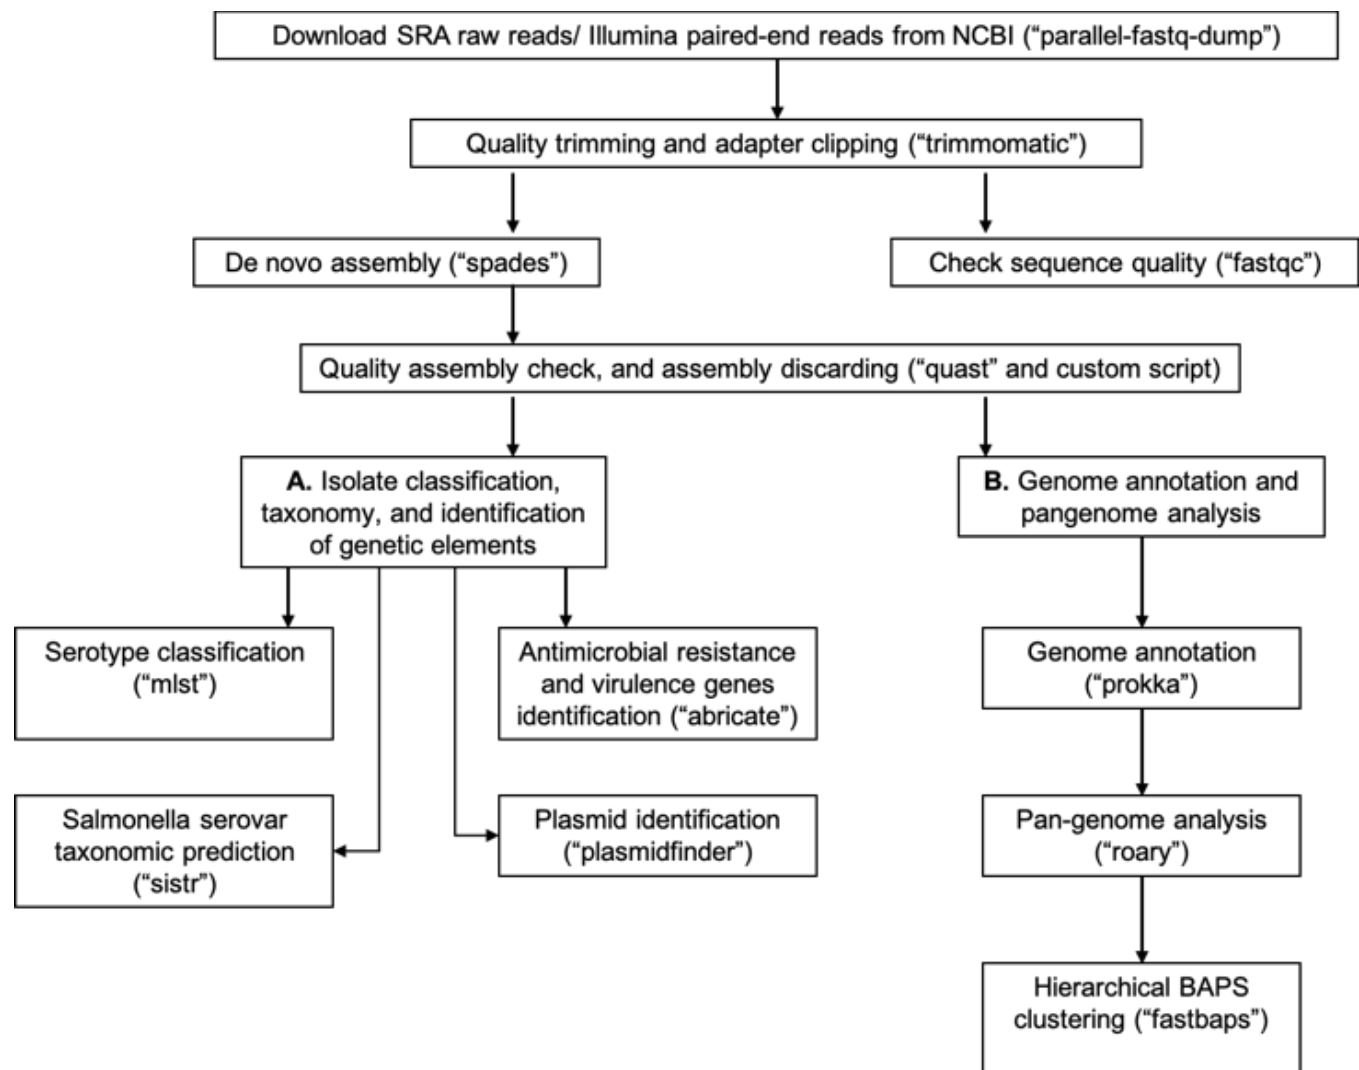 Download SRA raw reads/ Illumina paired-end reads from NCBI (“parallel-fastq-dump”)
Quality trimming and adapter clipping (“trimmomatic”)
De novo assembly (“spades”)
Check sequence quality (“fastqc”)
Quality assembly check, and assembly discarding (“quast” and custom script)
A. Isolate classification,
taxonomy, and identification
of genetic elements
B. Genome annotation and
pangenome analysis
Serotype classification
(“mlst”)
Antimicrobial resistance
and virulence genes
identification (“abricate”)
Genome annotation
(“prokka”)
Salmonella serovar
taxonomic prediction
(“sistr”)
Plasmid identification
(“plasmidfinder”)
Pan-genome analysis
(“roary”)
Hierarchical BAPS
clustering (“fastbaps”)